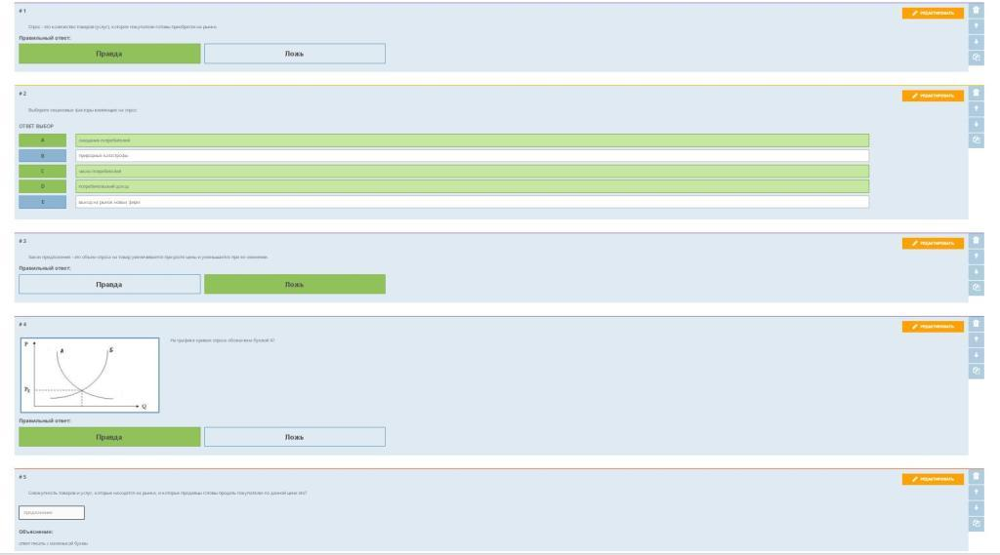 # 1
РЕДАКТИРОВАТЬ
Спрос - это количество товаров (услуг), которое покупатели готовы приобрести на рынке.
Правильный ответ:
Правда
Ложь
# 2
РЕДАКТИРОВАТЬ
Выберите неценовые факторы влияющие на спрос:
ОТВЕТ ВЫБОР
A
ожидания потребителей
B
природные катастрофы
C
число потребителей
D
потребительский доход
E
выход на рынок новых фирм
# 3
РЕДАКТИРОВАТЬ
Закон предложения - это объем спроса на товар увеличивается при росте цены и уменьшается при ее снижении.
Правильный ответ:
Правда
Ложь
# 4
РЕДАКТИРОВАТЬ
На графике кривая спроса обозначена буквой А?
P
А
Б
Q
Правильный ответ:
Правда
Ложь
# 5
РЕДАКТИРОВАТЬ
Совокупность товаров и услуг, которые находятся на рынке, и которые продавцы готовы продать покупателю по данной цене это?
предложение
Объяснение:
ответ писать с маленькой буквы